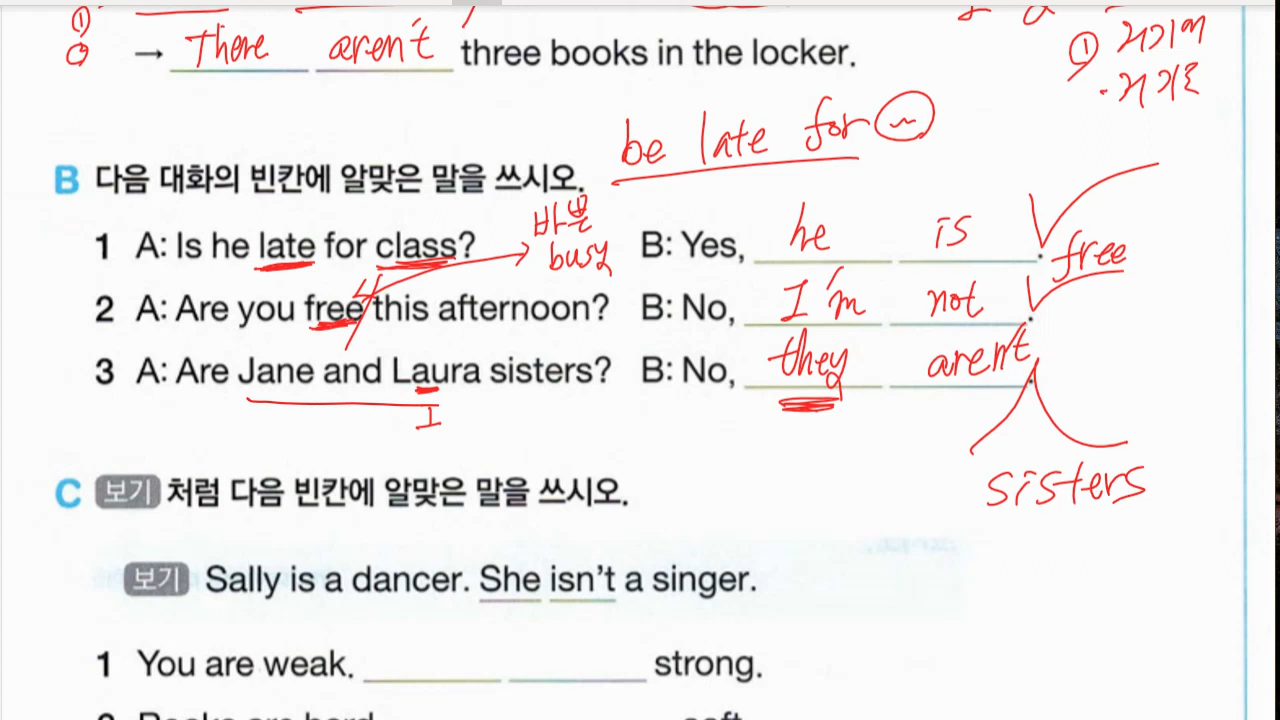 ①
② → There aren't three books in the locker.
① 거기에
· 거기로
be late for ~
B 다음 대화의 빈칸에 알맞은 말을 쓰시오.
바쁜
busy
1 A: Is he late for class? B: Yes, he is.
free
2 A: Are you free this afternoon? B: No, I'm not.
3 A: Are Jane and Laura sisters? B: No, they aren't.
I
sisters
C 보기 처럼 다음 빈칸에 알맞은 말을 쓰시오.
보기 Sally is a dancer. She isn't a singer.
1 You are weak. strong.